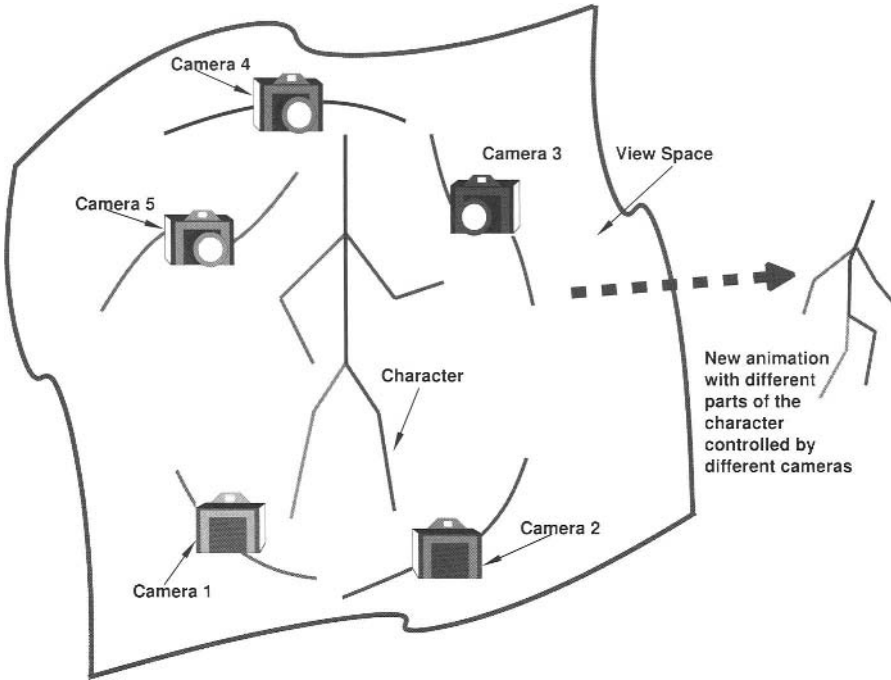 Camera 4
Camera 3
View Space
Camera 5
New animation
with different
parts of the
character
controlled by
different cameras
Character
Camera 2
Camera 1